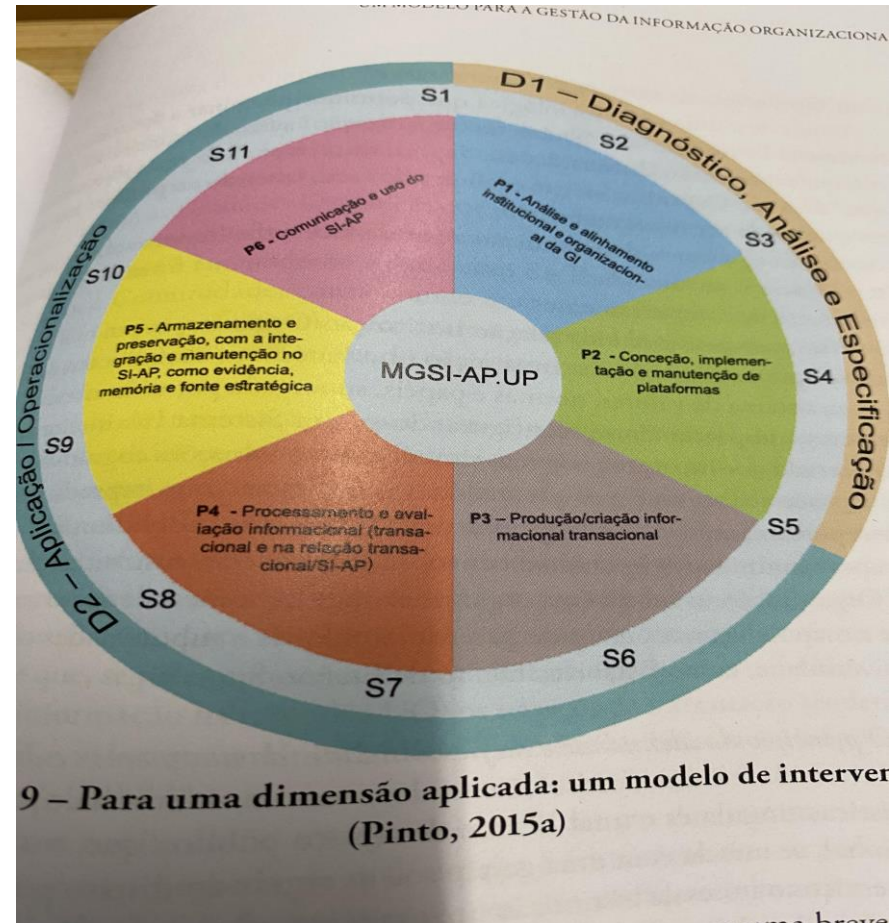 UM MODELO PARA A GESTÃO DA INFORMAÇÃO ORGANIZACIONA
D1 – Diagnóstico, Análise e Especificação
D2 – Aplicação / Operacionalização
S1
S2
S3
S4
S5
S6
S7
S8
S9
S10
S11
P1 - Análise e alinhamento
institucional e organizacion-
al da GI
P2 - Conceção, implemen-
tação e manutenção de
plataformas
P3 – Produção/criação infor-
macional transacional
P4 - Processamento e aval-
iação informacional (transa-
cional e na relação transa-
cional/SI-AP)
P5 - Armazenamento e
preservação, com a inte-
gração e manutenção no
SI-AP, como evidência,
memória e fonte estratégica
P6 - Comunicação e uso do
SI-AP
MGSI-AP.UP
9 – Para uma dimensão aplicada: um modelo de interven
(Pinto, 2015a)
breve